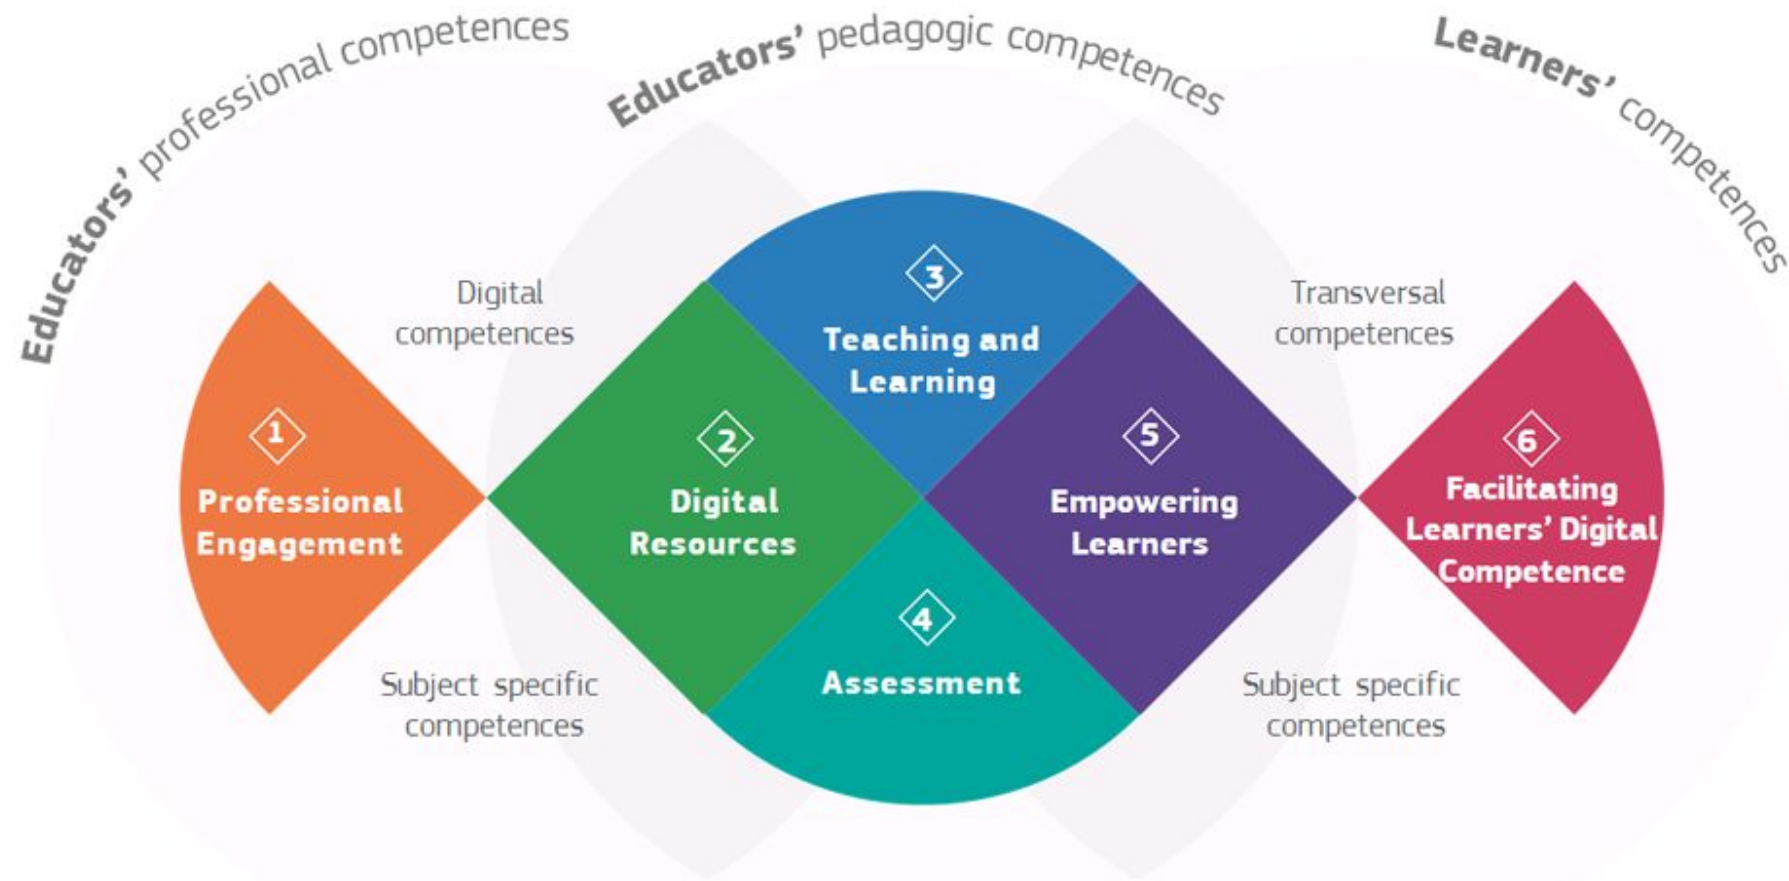 Educators' professional competences
Educators' pedagogic competences
Learners' competences
Digital
competences
Subject specific
competences
Transversal
competences
Subject specific
competences
1
Professional
Engagement
2
Digital
Resources
3
Teaching and
Learning
4
Assessment
5
Empowering
Learners
6
Facilitating
Learners' Digital
Competence